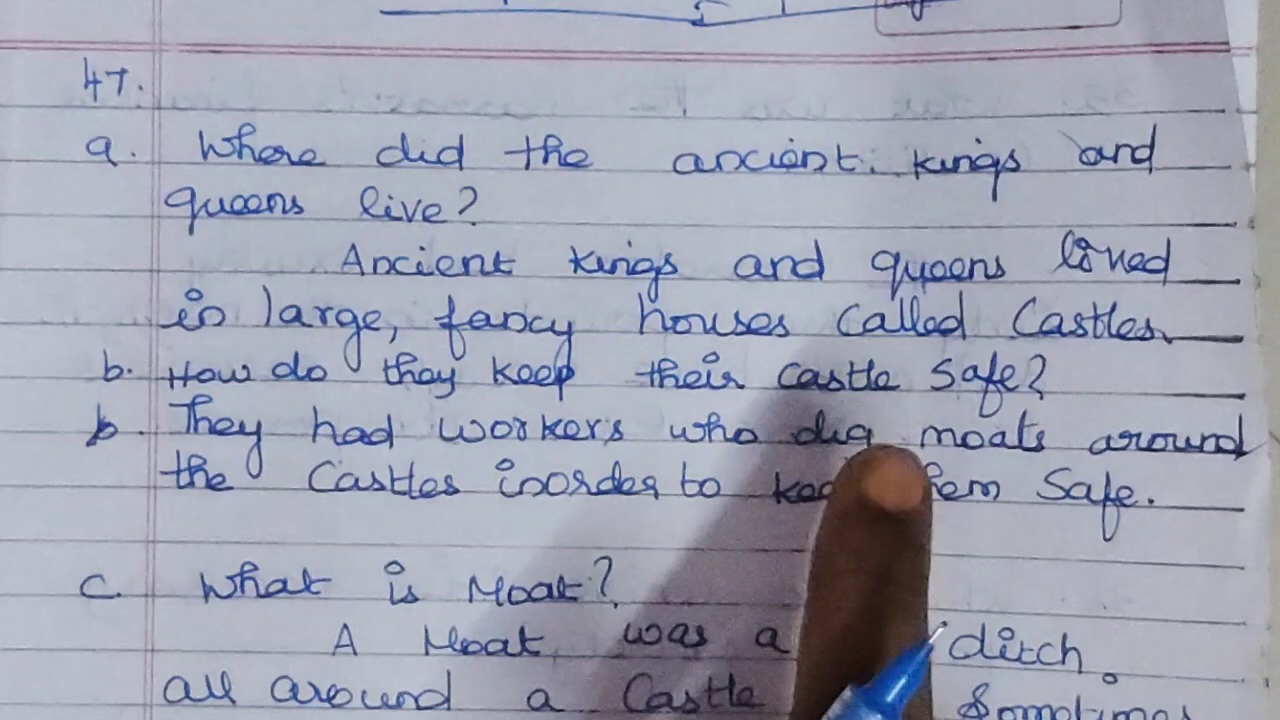 47.
a. Where did the ancient kings and
queens live?
Ancient kings and queens lived
in large, fancy houses called Castles.
b. How do they keep their castle safe?
b. They had workers who dig moats around
the Castles inorder to safe.
c. What is Moat?
A Moat was a ditch
all around a Castle Sometimes